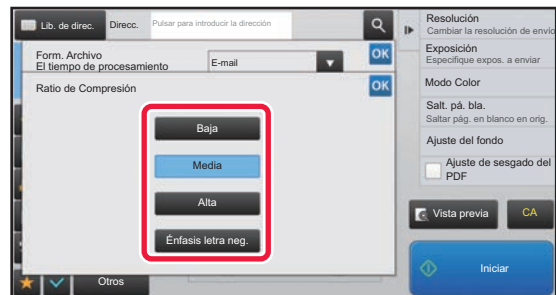 Lib. de direc.
Direcc.
Pulsar para introducir la dirección
Form. Archivo
El tiempo de procesamiento
E-mail
OK
Ratio de Compresión
OK
Baja
Media
Alta
Énfasis letra neg.
Otros
Resolución
Cambiar la resolución de envío
Exposición
Especifique expos. a enviar
Modo Color
Salt. pá. bla.
Saltar pág. en blanco en orig.
Ajuste del fondo
Ajuste de sesgado del
PDF
Vista previa
CA
Iniciar